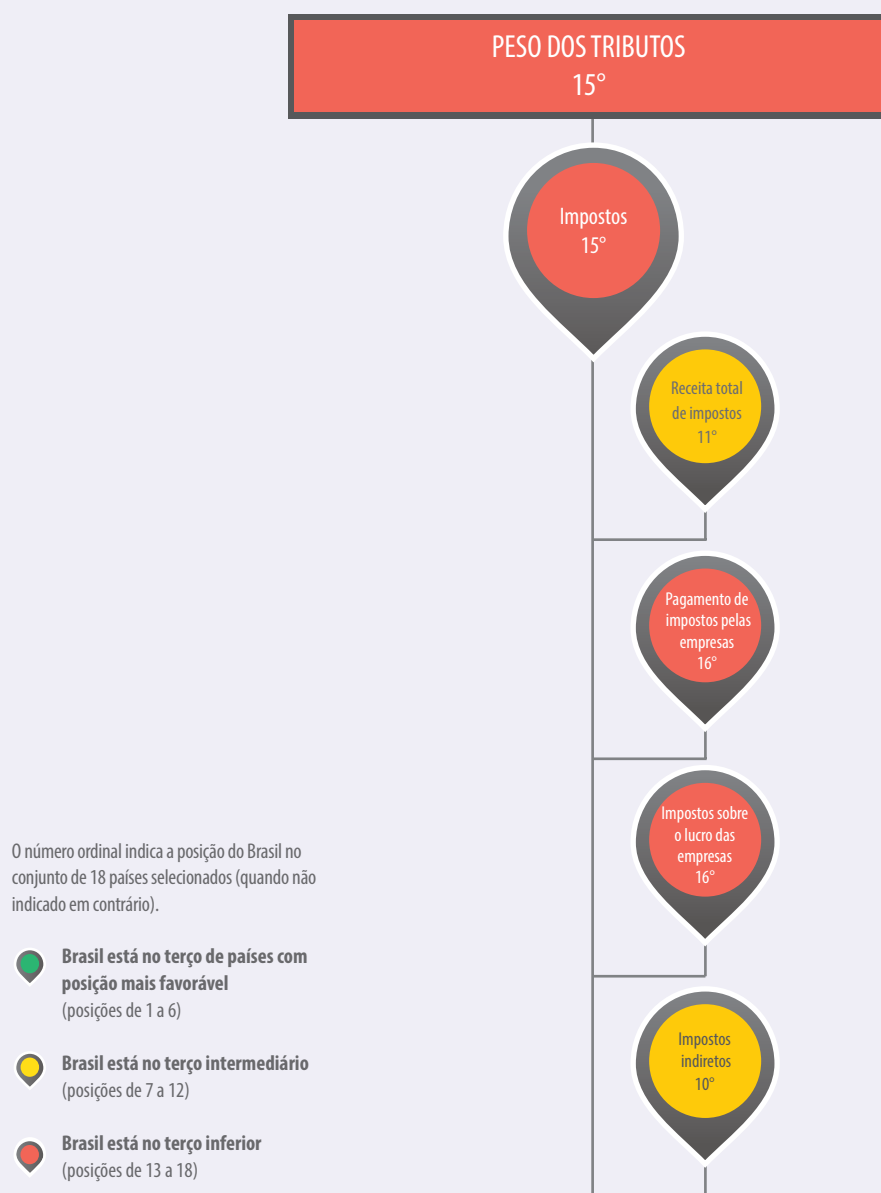 PESO DOS TRIBUTOS
15°
Impostos
15°
Receita total
de impostos
11°
Pagamento de
impostos pelas
empresas
16°
Impostos sobre
o lucro das
empresas
16°
Impostos
indiretos
10°
O número ordinal indica a posição do Brasil no
conjunto de 18 países selecionados (quando não
indicado em contrário).
Brasil está no terço de países com
posição mais favorável
(posições de 1 a 6)
Brasil está no terço intermediário
(posições de 7 a 12)
Brasil está no terço inferior
(posições de 13 a 18)